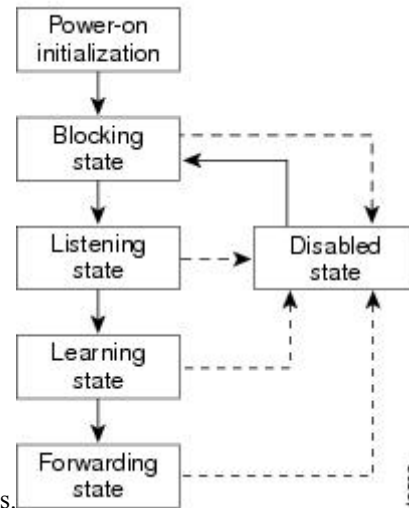 Power-on
initialization
Blocking
state
Listening
state
Disabled
state
Learning
state
Forwarding
state
s.